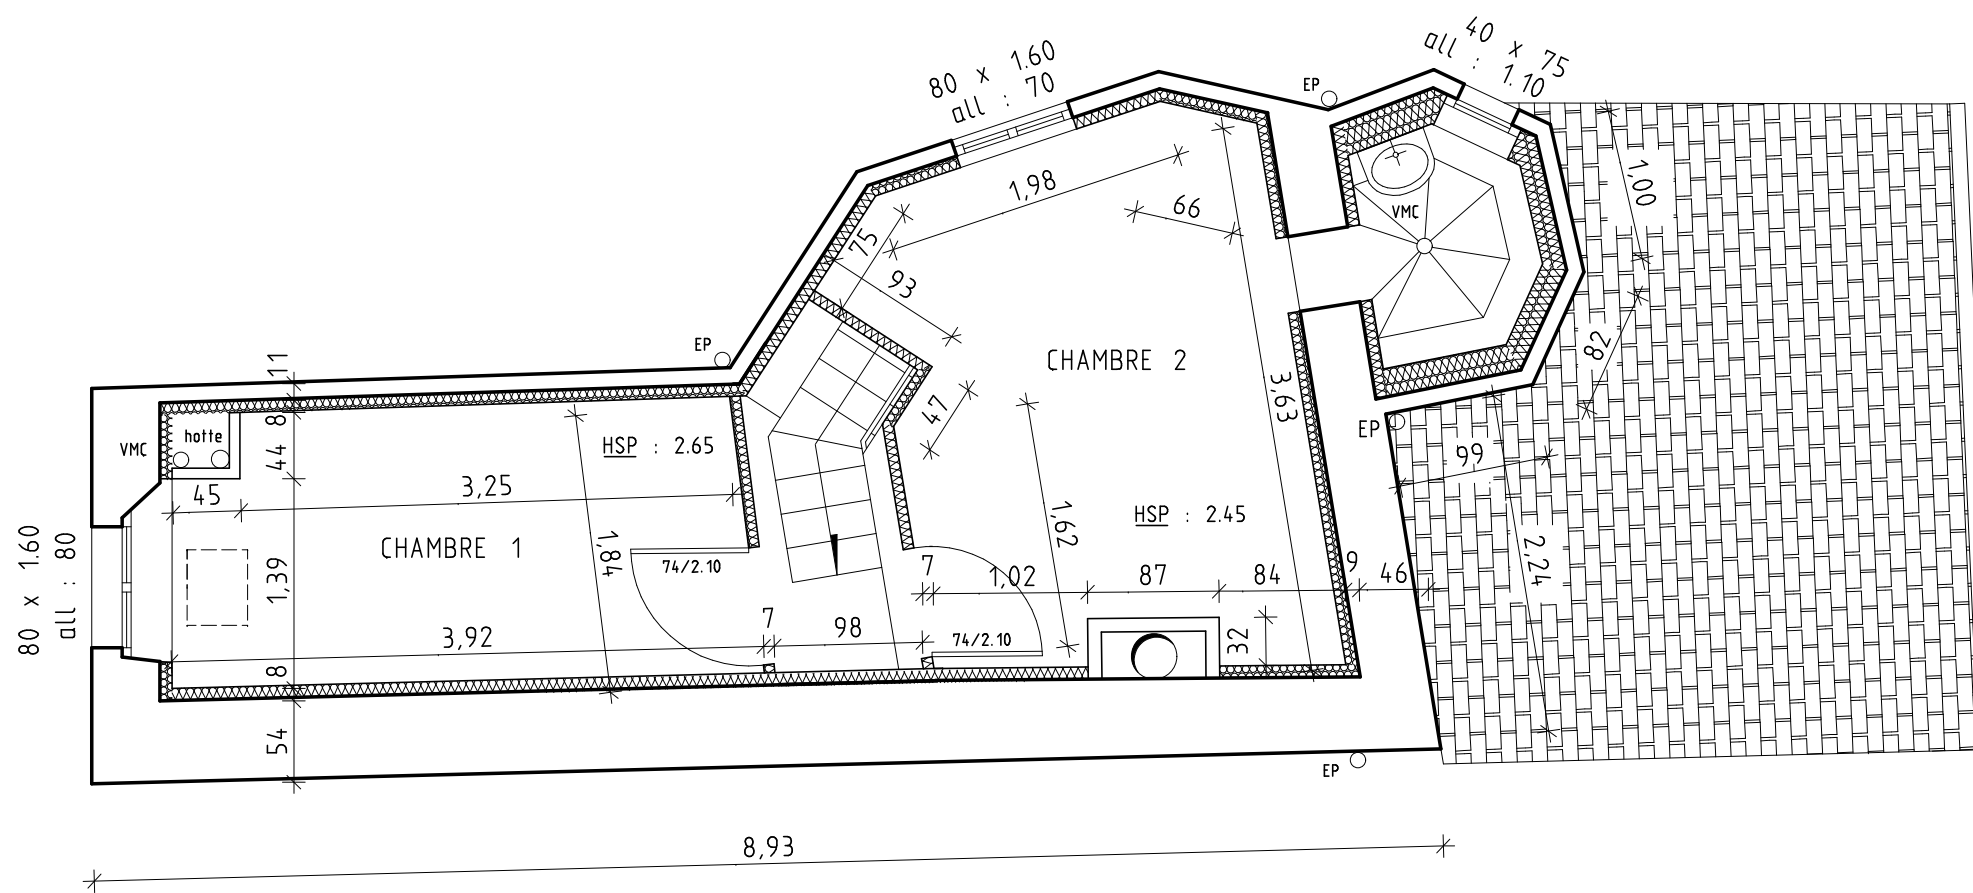 40 x 75
all : 1.10
80 x 1.60
all : 70
EP
1,00
1,98
66
VMC
75
93
82
EP
11
CHAMBRE 2
3,63
47
8
VMC
hotte
HSP : 2.65
EP
44
99
45
3,25
1,62
HSP : 2.45
80 x 1.60
all : 80
CHAMBRE 1
1,84
74/2.10
7
1,02
87
84
9
46
2,24
1,39
7
98
74/2.10
32
3,92
8
54
EP
8,93